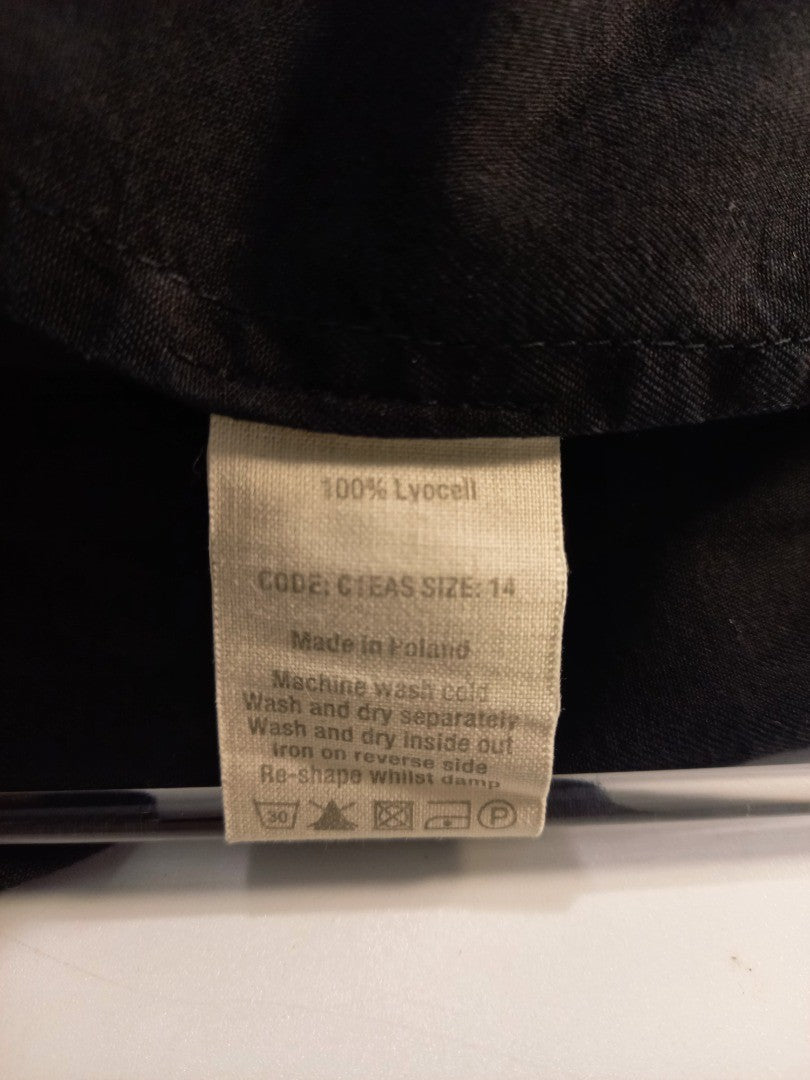 100% Lyocell
CODE: C1EAS SIZE: 14
Made in Poland
Machine wash cold
Wash and dry separately
Wash and dry inside out
Iron on reverse side
Re-shape whilst damp
30 P